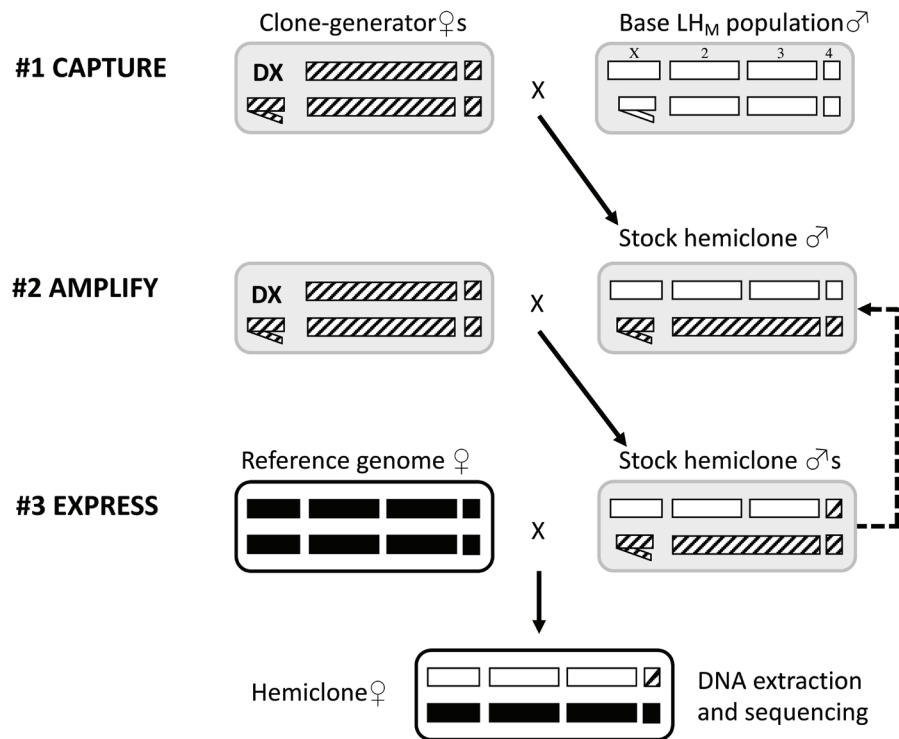 Clone-generator♀s
Base LHM population♂
#1 CAPTURE
X 2 3 4
DX
X
Stock hemiclone ♂
#2 AMPLIFY
DX
X
Reference genome ♀
Stock hemiclone ♂s
#3 EXPRESS
X
Hemiclone♀
DNA extraction
and sequencing